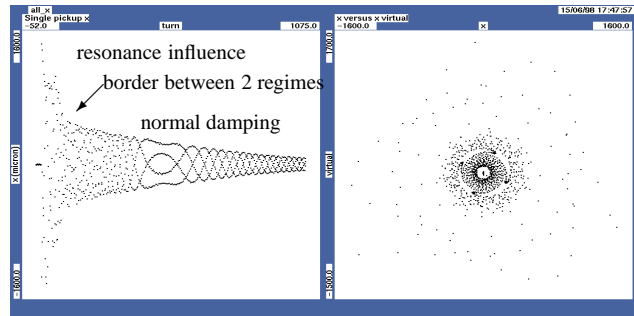 all_x
15/06/98 17:47:57
Single pickup x
-52.0
turn
1075.0
x versus x virtual
-1600.0
x
1600.0
1600.0
x (micron)
-1600.0
resonance influence
border between 2 regimes
normal damping
1700.0
virtual
-1500.0